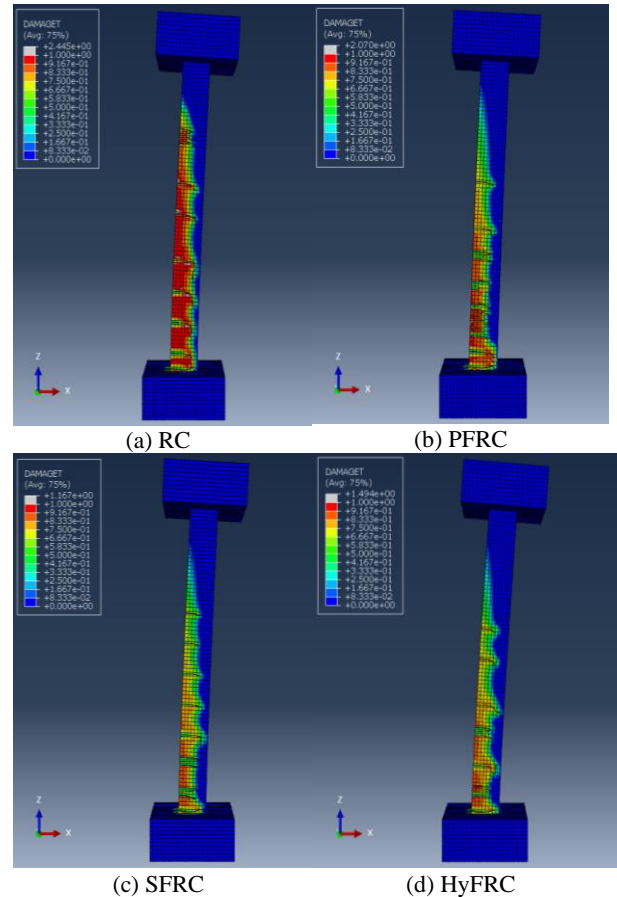 DAMAGET
(Avg: 75%)
+2.445e+00
+1.000e+00
+9.167e-01
+8.333e-01
+7.500e-01
+6.667e-01
+5.833e-01
+5.000e-01
+4.167e-01
+3.333e-01
+2.500e-01
+1.667e-01
+8.333e-02
+0.000e+00
Z
X
(a) RC
DAMAGET
(Avg: 75%)
+2.070e+00
+1.000e+00
+9.167e-01
+8.333e-01
+7.500e-01
+6.667e-01
+5.833e-01
+5.000e-01
+4.167e-01
+3.333e-01
+2.500e-01
+1.667e-01
+8.333e-02
+0.000e+00
Z
X
(b) PFRC
DAMAGET
(Avg: 75%)
+1.167e+00
+1.000e+00
+9.167e-01
+8.333e-01
+7.500e-01
+6.667e-01
+5.833e-01
+5.000e-01
+4.167e-01
+3.333e-01
+2.500e-01
+1.667e-01
+8.333e-02
+0.000e+00
Z
X
(c) SFRC
DAMAGET
(Avg: 75%)
+1.494e+00
+1.000e+00
+9.167e-01
+8.333e-01
+7.500e-01
+6.667e-01
+5.833e-01
+5.000e-01
+4.167e-01
+3.333e-01
+2.500e-01
+1.667e-01
+8.333e-02
+0.000e+00
Z
X
(d) HyFRC